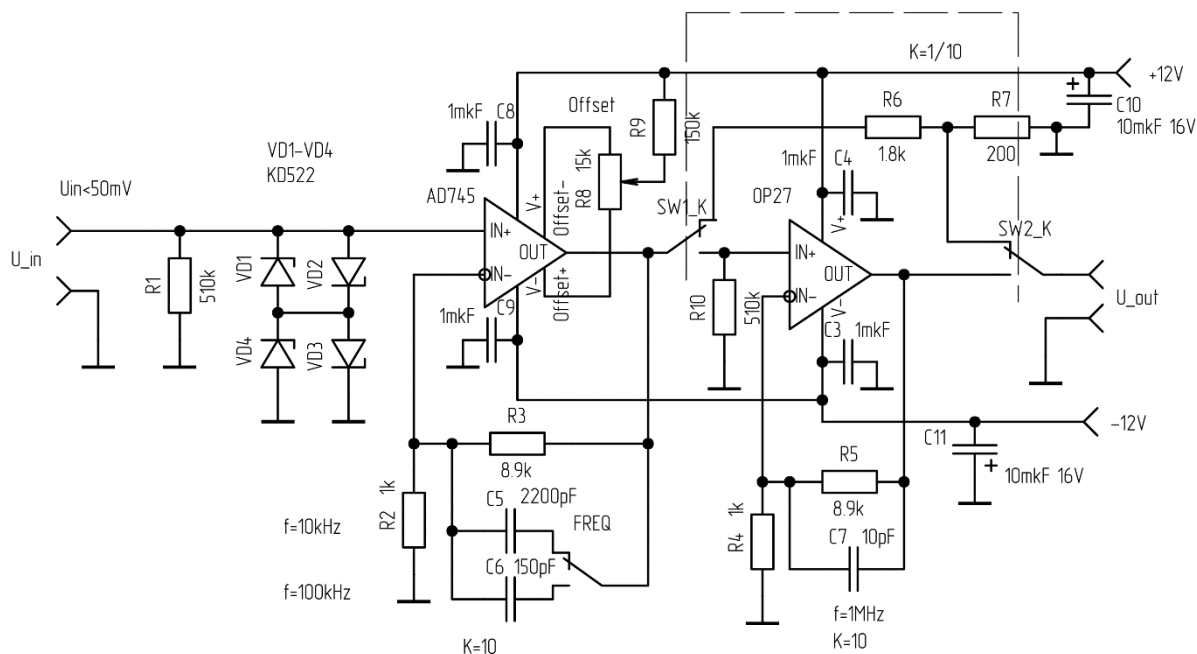 K=1/10
+12V
1mkF
C8
Offset
R9
150k
R6
1.8k
R7
200
C10
10mkF 16V
VD1-VD4
KD522
Uin<50mV
AD745
V+
Offset-
15k
R8
SW1_K
1mkF
C4
OP27
V+
SW2_K
U_in
R1
510k
VD1
VD2
IN+
OUT
IN-
V-
Offset+
IN+
OUT
IN-
V-
R10
510k
U_out
VD4
VD3
1mkF
C9
C3
1mkF
-12V
R3
8.9k
C11
10mkF 16V
R5
8.9k
R2
1k
C5
2200pF
FREQ
f=10kHz
C6
150pF
f=100kHz
K=10
R4
1k
C7
10pF
f=1MHz
K=10